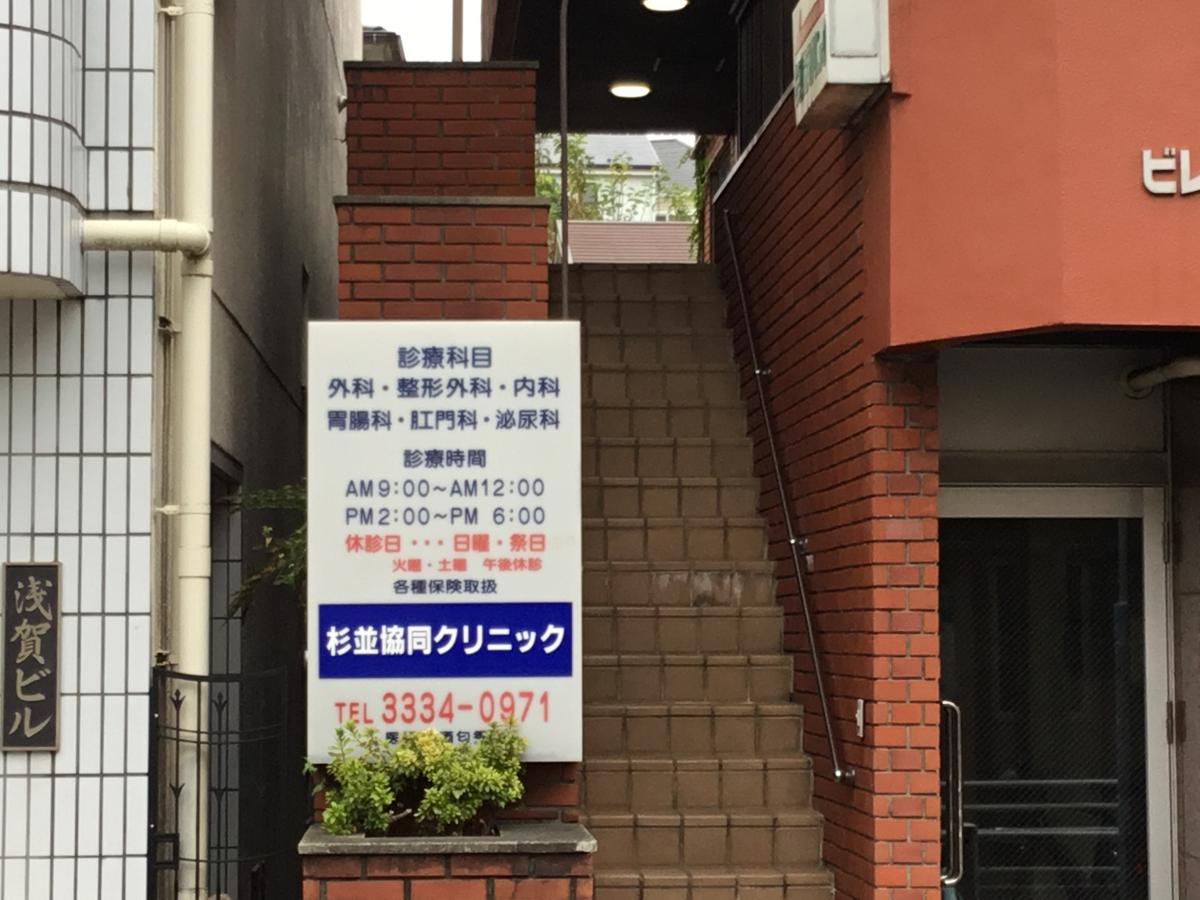 診療科目
外科・整形外科・内科
胃腸科・肛門科・泌尿科
診療時間
AM9:00~AM12:00
PM2:00~PM 6:00
休診日・・・日曜・祭日
火曜・土曜 午後休診
各種保険取扱
杉並協同クリニック
TEL 3334-0971
浅賀ビル
ビ